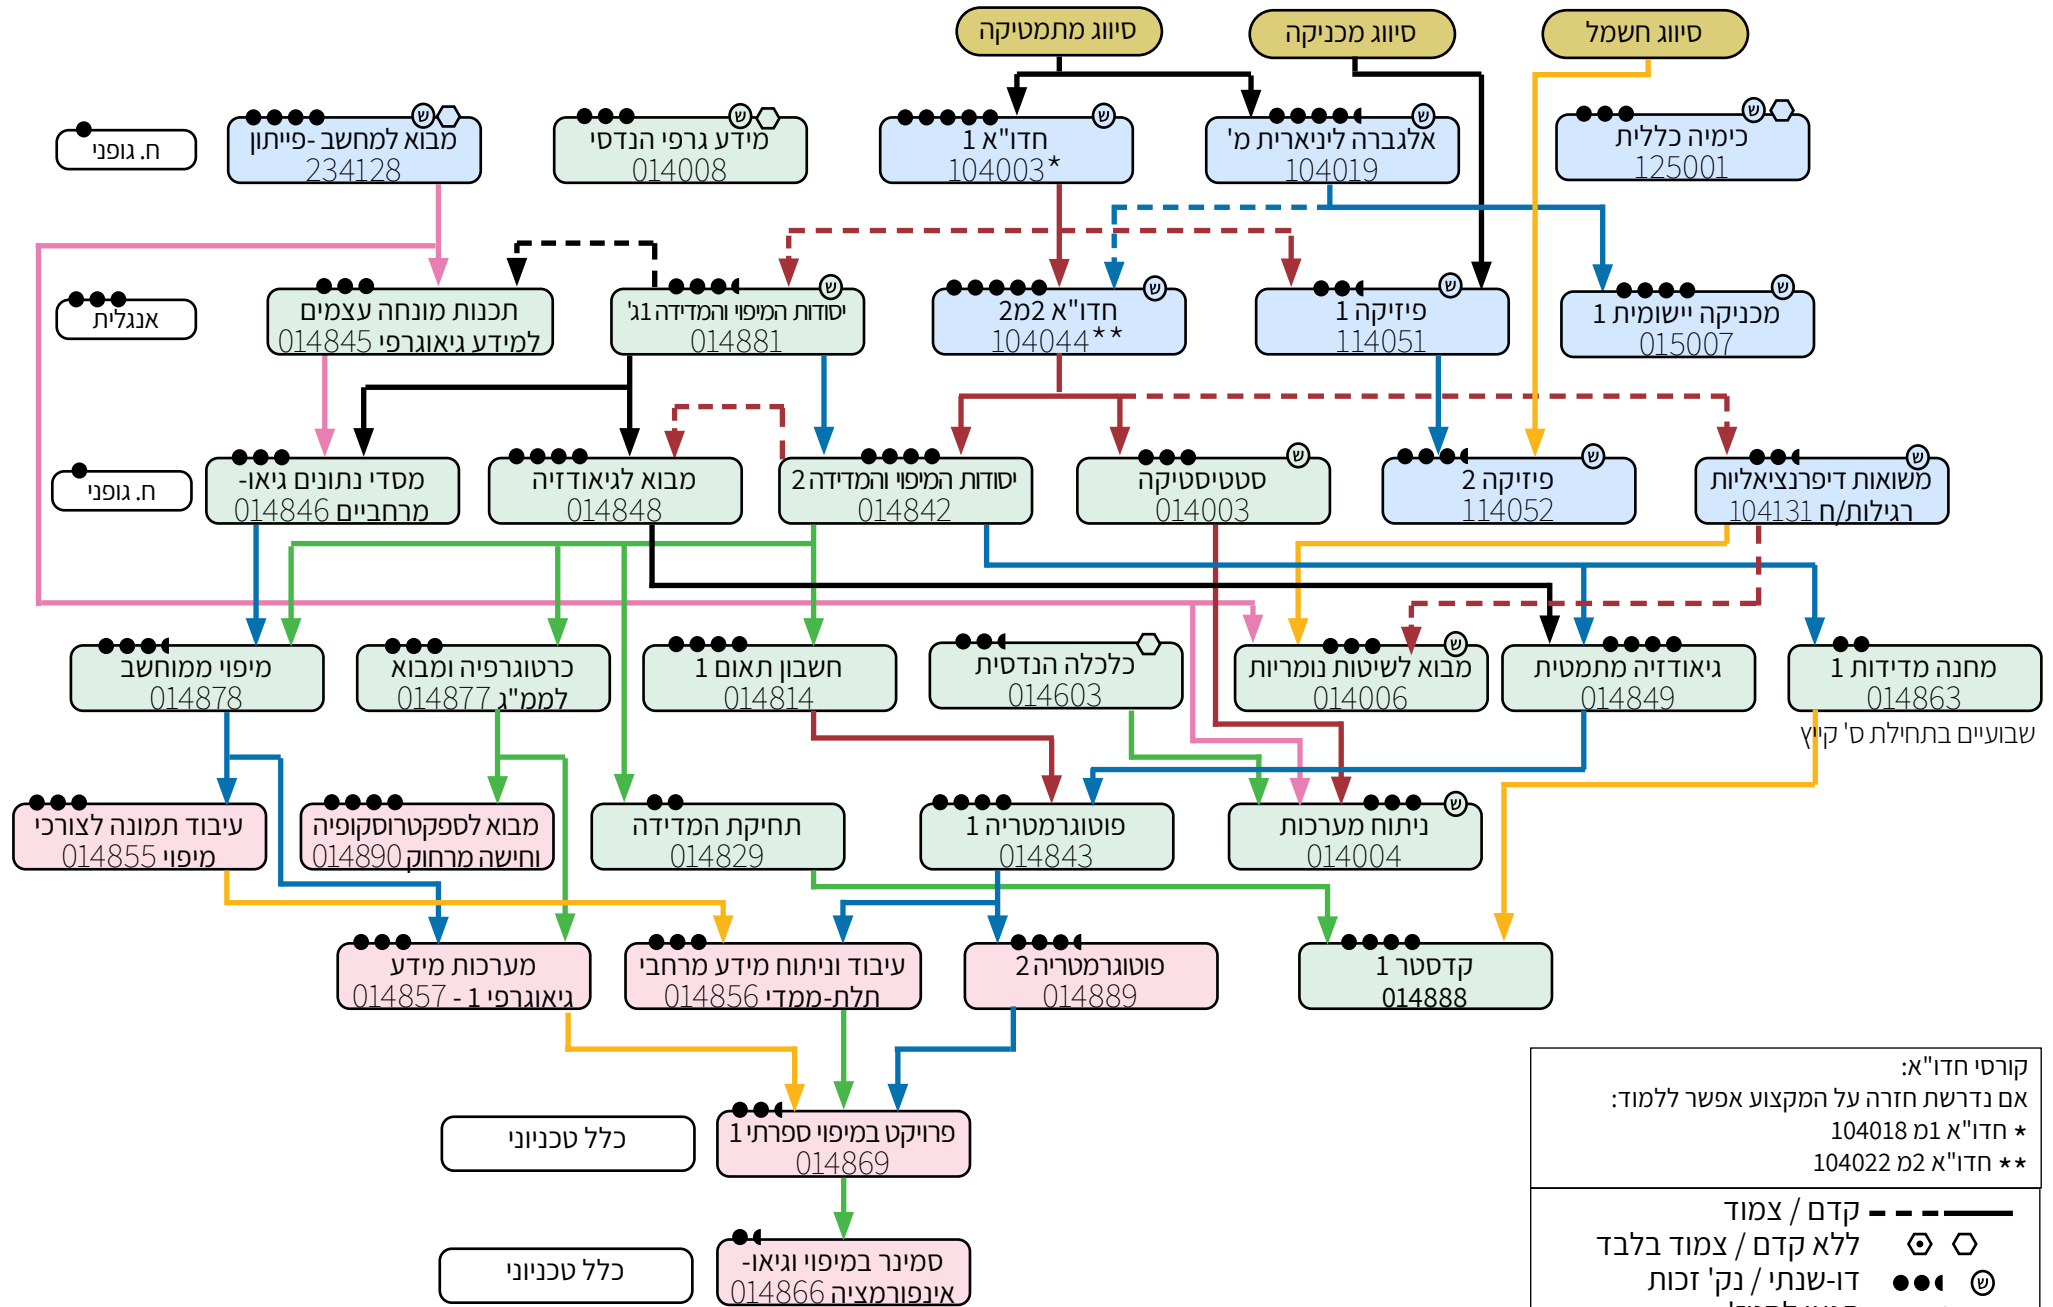 סיווג חשמל
סיווג מכניקה
סיווג מתמטיקה
כימיה כללית
125001
אלגברה ליניארית מ'
104019
חדו"א 1
104003*
מידע גרפי הנדסי
014008
מבוא למחשב -פייתון
234128
ח. גופני
מכניקה יישומית 1
015007
פיזיקה 1
114051
חדו"א 2מ2
104044**
יסודות המיפוי והמדידה 1ג'
014881
תכנות מונחה עצמים
למידע גיאוגרפי 014845
אנגלית
משואות דיפרנציאליות
רגילות/ח 104131
פיזיקה 2
114052
סטטיסטיקה
014003
יסודות המיפוי והמדידה 2
014842
מבוא לגיאודזיה
014848
מסדי נתונים גיאו-
מרחביים 014846
ח. גופני
מחנה מדידות 1
014863
שבועיים בתחילת ס' קייץ
גיאודזיה מתמטית
014849
מבוא לשיטות נומריות
014006
כלכלה הנדסית
014603
חשבון תאום 1
014814
כרטוגרפיה ומבוא
לממ"ג 014877
מיפוי ממוחשב
014878
ניתוח מערכות
014004
פוטוגרמטריה 1
014843
תחיקת המדידה
014829
מבוא לספקטרוסקופיה
וחישה מרחוק 014890
עיבוד תמונה לצורכי
מיפוי 014855
קדסטר 1
014888
פוטוגרמטריה 2
014889
עיבוד וניתוח מידע מרחבי
תלת-ממדי 014856
מערכות מידע
גיאוגרפי 1 - 014857
פרויקט במיפוי ספרתי 1
014869
כלל טכניוני
סמינר במיפוי וגיאו-
אינפורמציה 014866
כלל טכניוני
קורסי חדו"א:
אם נדרשת חזרה על המקצוע אפשר ללמוד:
* חדו"א 1מ 104018
** חדו"א 2מ 104022
קדם / צמוד
ללא קדם / צמוד בלבד
ש דו-שנתי / נק' זכות